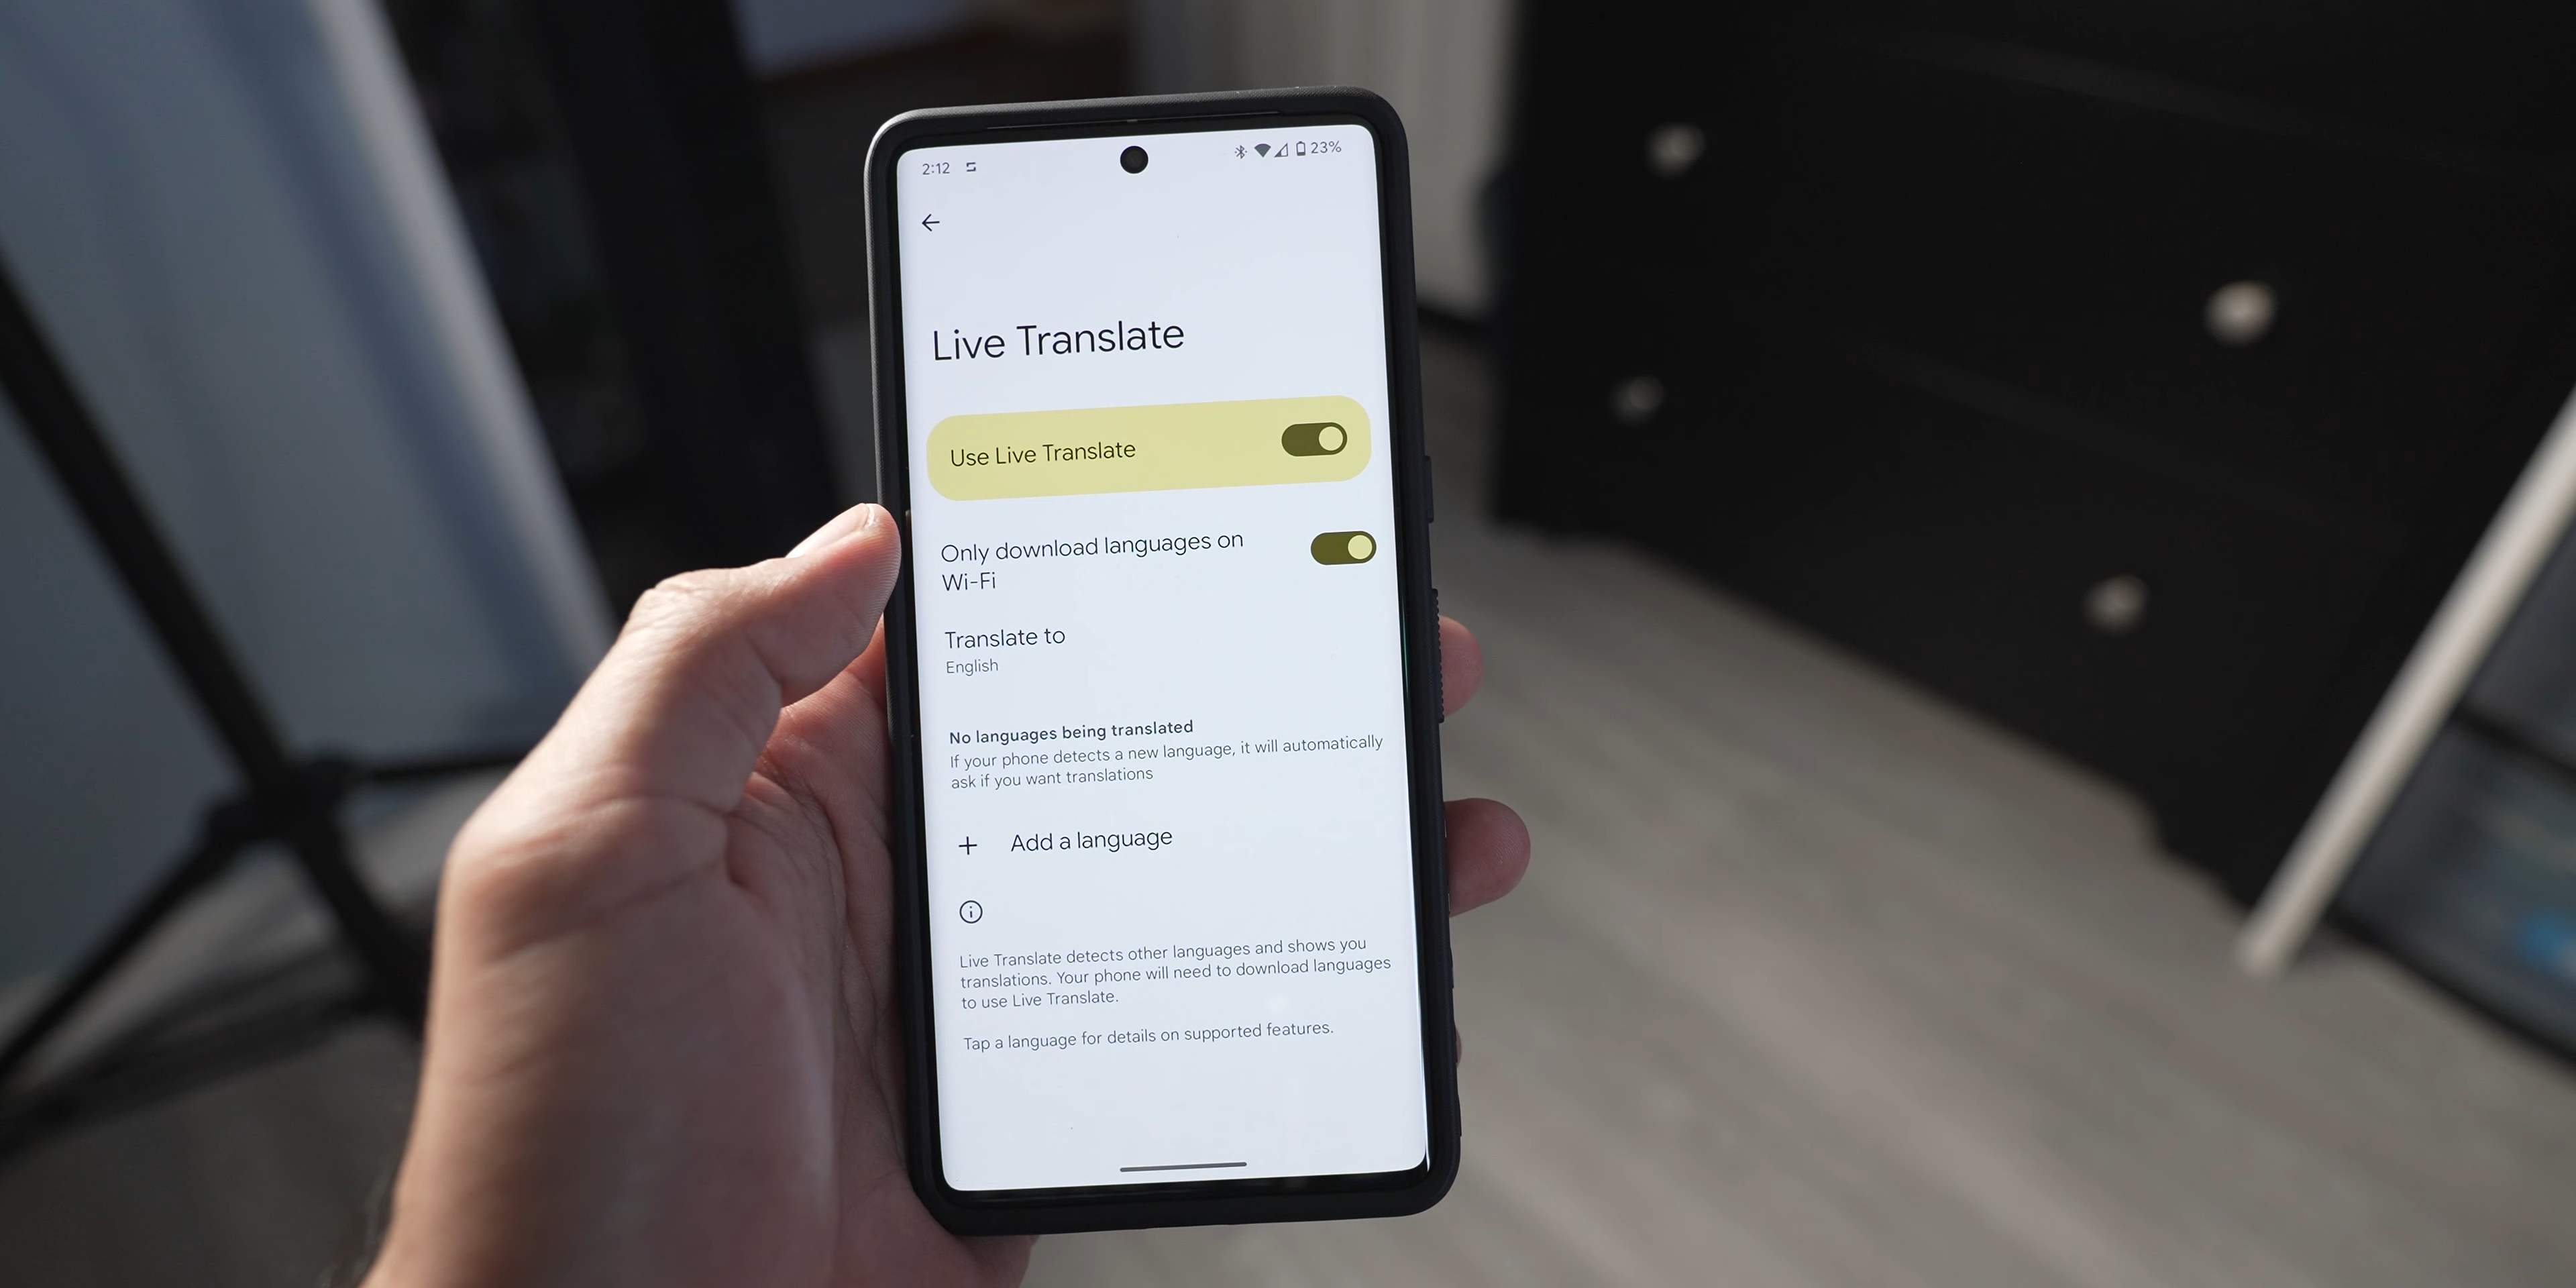 2:12
23%
Live Translate
Use Live Translate
Only download languages on
Wi-Fi
Translate to
English
No languages being translated
If your phone detects a new language, it will automatically
ask if you want translations
+ Add a language
Live Translate detects other languages and shows you
translations. Your phone will need to download languages
to use Live Translate.
Tap a language for details on supported features.